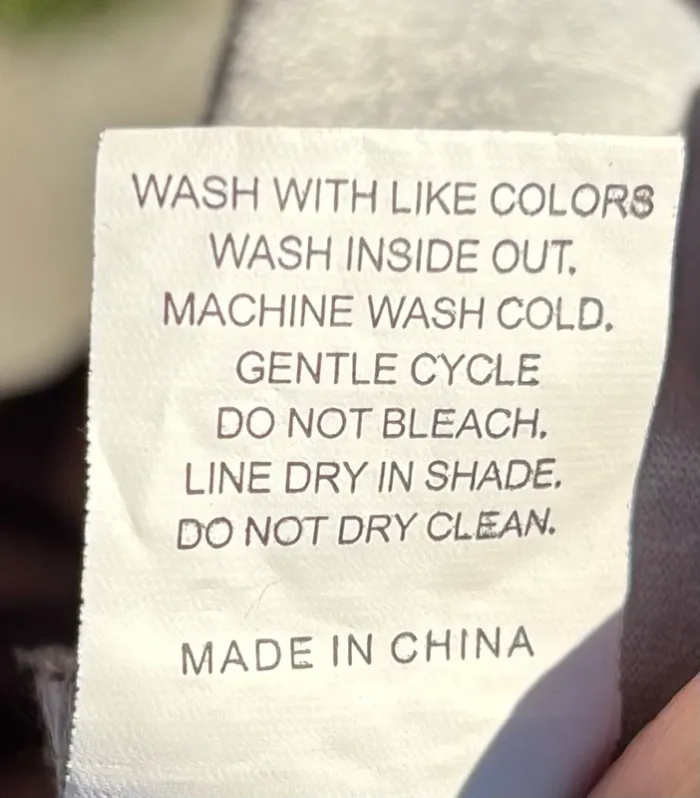 WASH WITH LIKE COLORS
WASH INSIDE OUT.
MACHINE WASH COLD.
GENTLE CYCLE
DO NOT BLEACH.
LINE DRY IN SHADE.
DO NOT DRY CLEAN.
MADE IN CHINA